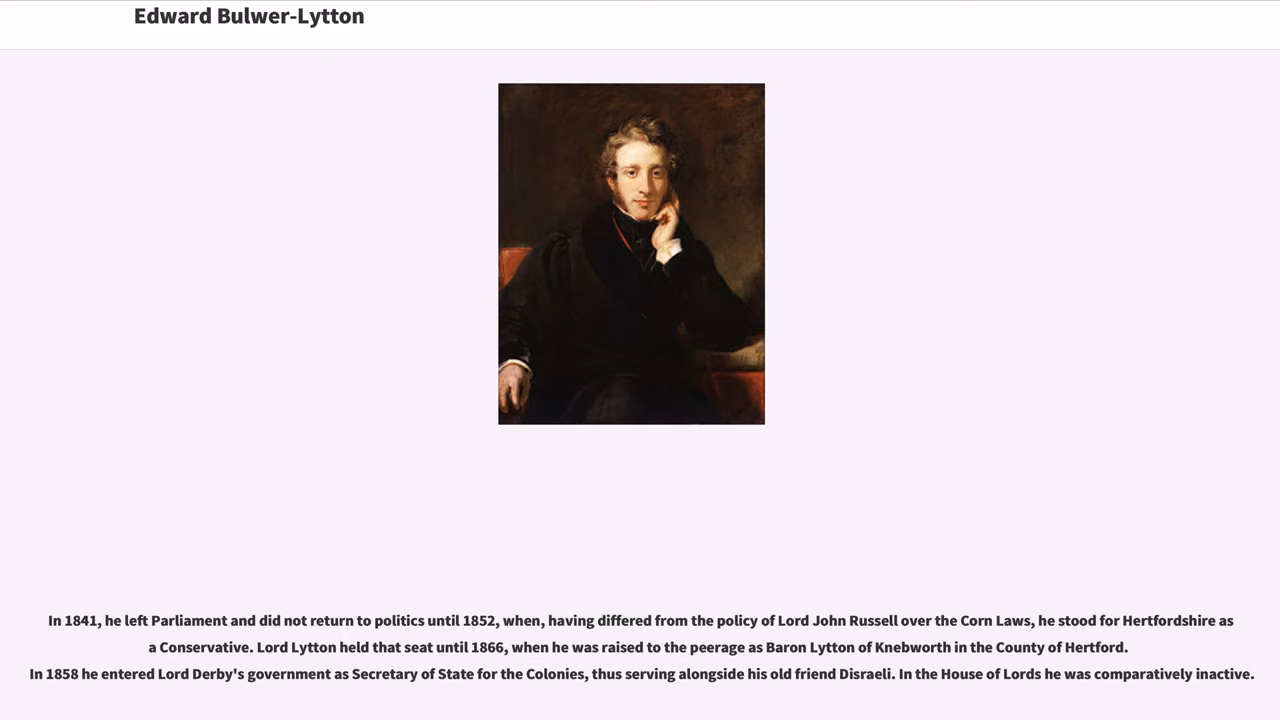 Edward Bulwer-Lytton
In 1841, he left Parliament and did not return to politics until 1852, when, having differed from the policy of Lord John Russell over the Corn Laws, he stood for Hertfordshire as
a Conservative. Lord Lytton held that seat until 1866, when he was raised to the peerage as Baron Lytton of Knebworth in the County of Hertford.
In 1858 he entered Lord Derby's government as Secretary of State for the Colonies, thus serving alongside his old friend Disraeli. In the House of Lords he was comparatively inactive.